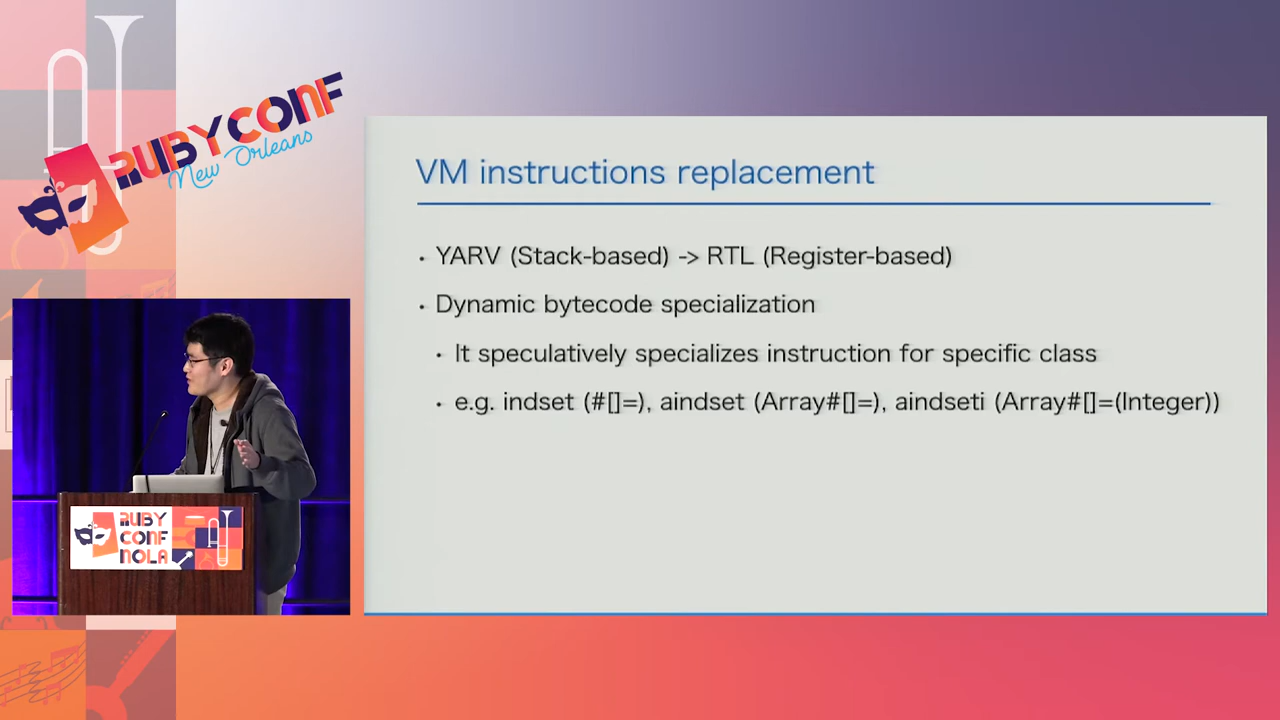 RUBYCONF
New Orleans
VM instructions replacement
• YARV (Stack-based) -> RTL (Register-based)
• Dynamic bytecode specialization
• It speculatively specializes instruction for specific class
• e.g. indset (#[]=), aindset (Array#[]=), aindseti (Array#[]=(Integer))
RUBY
CONF
NOLA